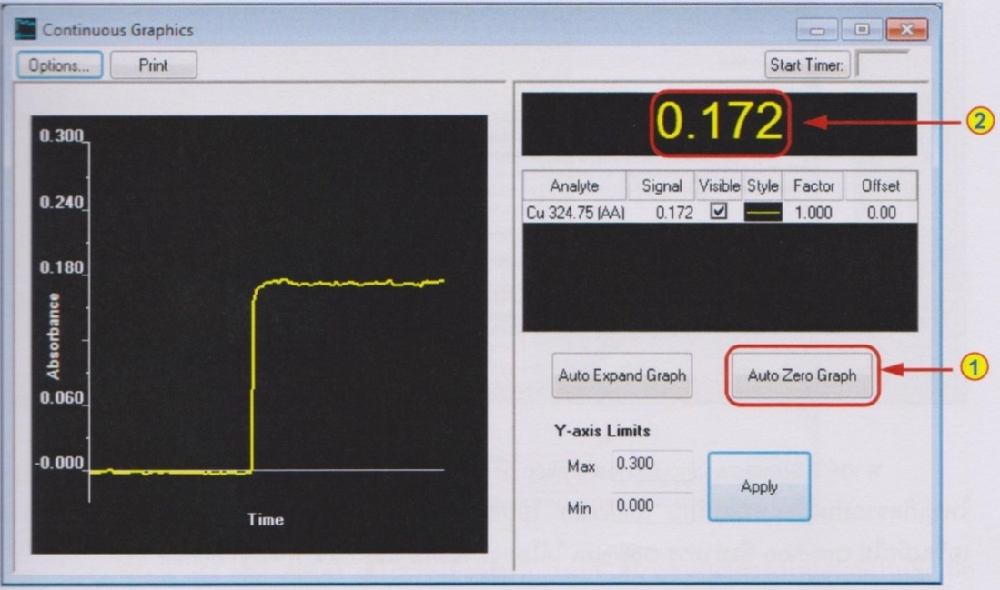 Continuous Graphics
Options... Print Start Timer:
0.172
2
Analyte Signal Visible Style Factor Offset
Cu 324.75 (AA) 0.172 1.000 0.00
0.300
0.240
0.180
0.060
-0.000
Absorbance
Time
Auto Expand Graph Auto Zero Graph
1
Y-axis Limits
Max 0.300
Min 0.000
Apply